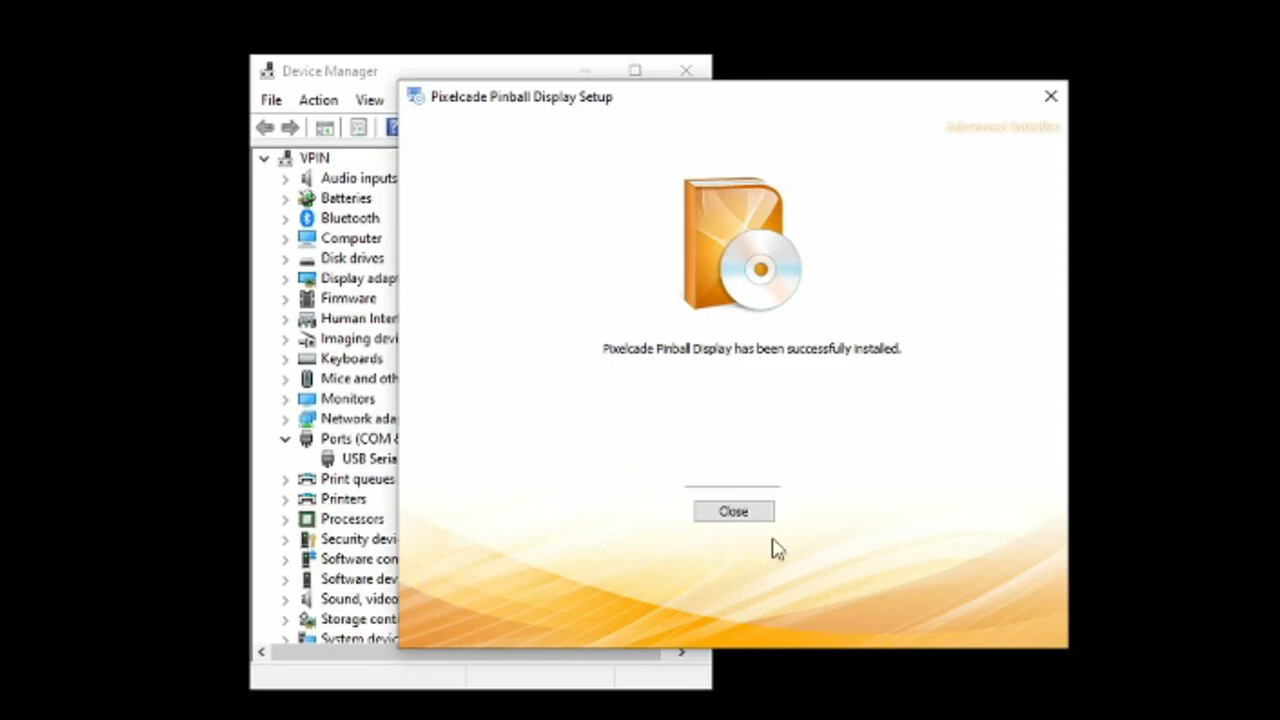 Device Manager
File Action View
VPIN
Audio inputs
Batteries
Bluetooth
Computer
Disk drives
Display adap
Firmware
Human Inter
Imaging devi
Keyboards
Mice and oth
Monitors
Network ada
Ports (COM &
USB Seria
Print queues
Printers
Processors
Security devi
Software con
Software dev
Sound, video
Storage cont
System devic
Pixelcade Pinball Display Setup
Advanced Installer
Pixelcade Pinball Display has been successfully installed.
Close